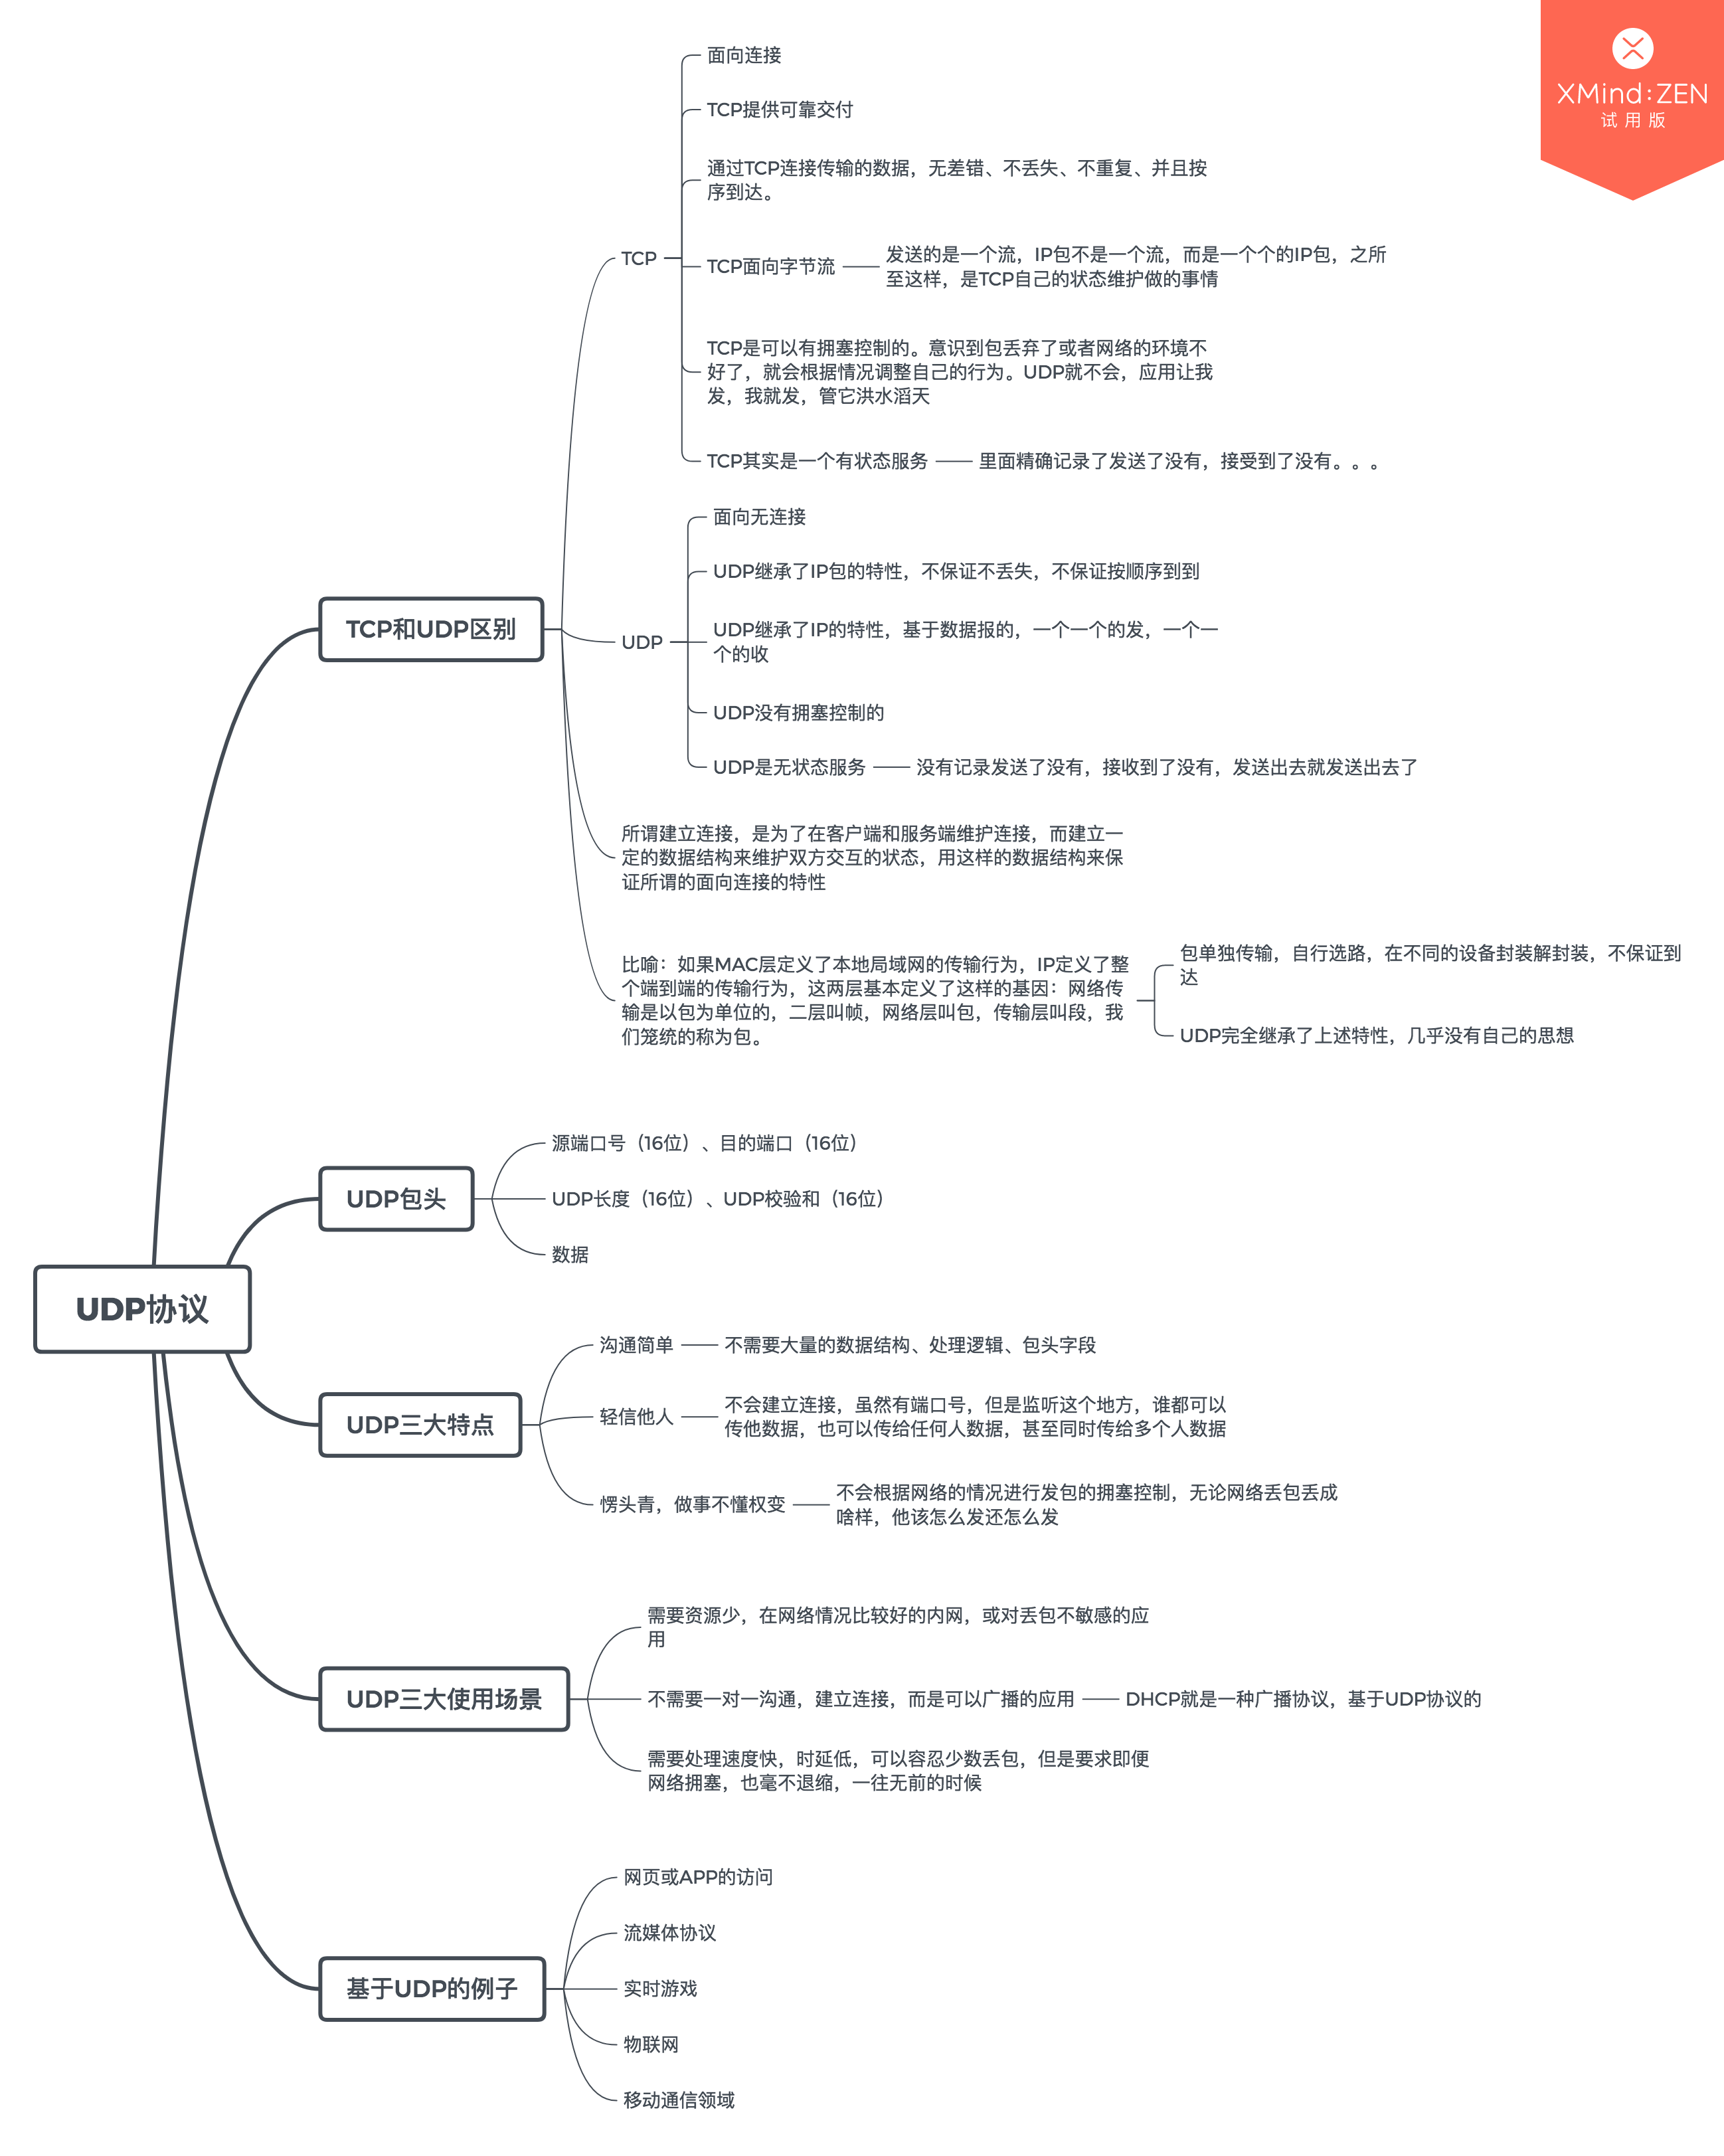 XMind:ZEN
试用版
UDP协议
TCP和UDP区别
TCP
面向连接
TCP提供可靠交付
通过TCP连接传输的数据，无差错、不丢失、不重复、并且按
序到达。
TCP面向字节流
发送的是一个流，IP包不是一个流，而是一个个的IP包，之所
至这样，是TCP自己的状态维护做的事情
TCP是可以有拥塞控制的。意识到包丢弃了或者网络的环境不
好了，就会根据情况调整自己的行为。UDP就不会，应用让我
发，我就发，管它洪水滔天
TCP其实是一个有状态服务
里面精确记录了发送了没有，接受到了没有。。。
UDP
面向无连接
UDP继承了IP包的特性，不保证不丢失，不保证按顺序到到
UDP继承了IP的特性，基于数据报的，一个一个的发，一个一
个的收
UDP没有拥塞控制的
UDP是无状态服务
没有记录发送了没有，接收到了没有，发送出去就发送出去了
所谓建立连接，是为了在客户端和服务端维护连接，而建立一
定的数据结构来维护双方交互的状态，用这样的数据结构来保
证所谓的面向连接的特性
比喻：如果MAC层定义了本地局域网的传输行为，IP定义了整
个端到端的传输行为，这两层基本定义了这样的基因：网络传
输是以包为单位的，二层叫帧，网络层叫包，传输层叫段，我
们笼统的称为包。
包单独传输，自行选路，在不同的设备封装解封装，不保证到
达
UDP完全继承了上述特性，几乎没有自己的思想
UDP包头
源端口号（16位）、目的端口（16位）
UDP长度（16位）、UDP校验和（16位）
数据
UDP三大特点
沟通简单
不需要大量的数据结构、处理逻辑、包头字段
轻信他人
不会建立连接，虽然有端口号，但是监听这个地方，谁都可以
传他数据，也可以传给任何人数据，甚至同时传给多个人数据
愣头青，做事不懂权变
不会根据网络的情况进行发包的拥塞控制，无论网络丢包丢成
啥样，他该怎么发还怎么发
UDP三大使用场景
需要资源少，在网络情况比较好的内网，或对丢包不敏感的应
用
不需要一对一沟通，建立连接，而是可以广播的应用
DHCP就是一种广播协议，基于UDP协议的
需要处理速度快，时延低，可以容忍少数丢包，但是要求即便
网络拥塞，也毫不退缩，一往无前的时候
基于UDP的例子
网页或APP的访问
流媒体协议
实时游戏
物联网
移动通信领域